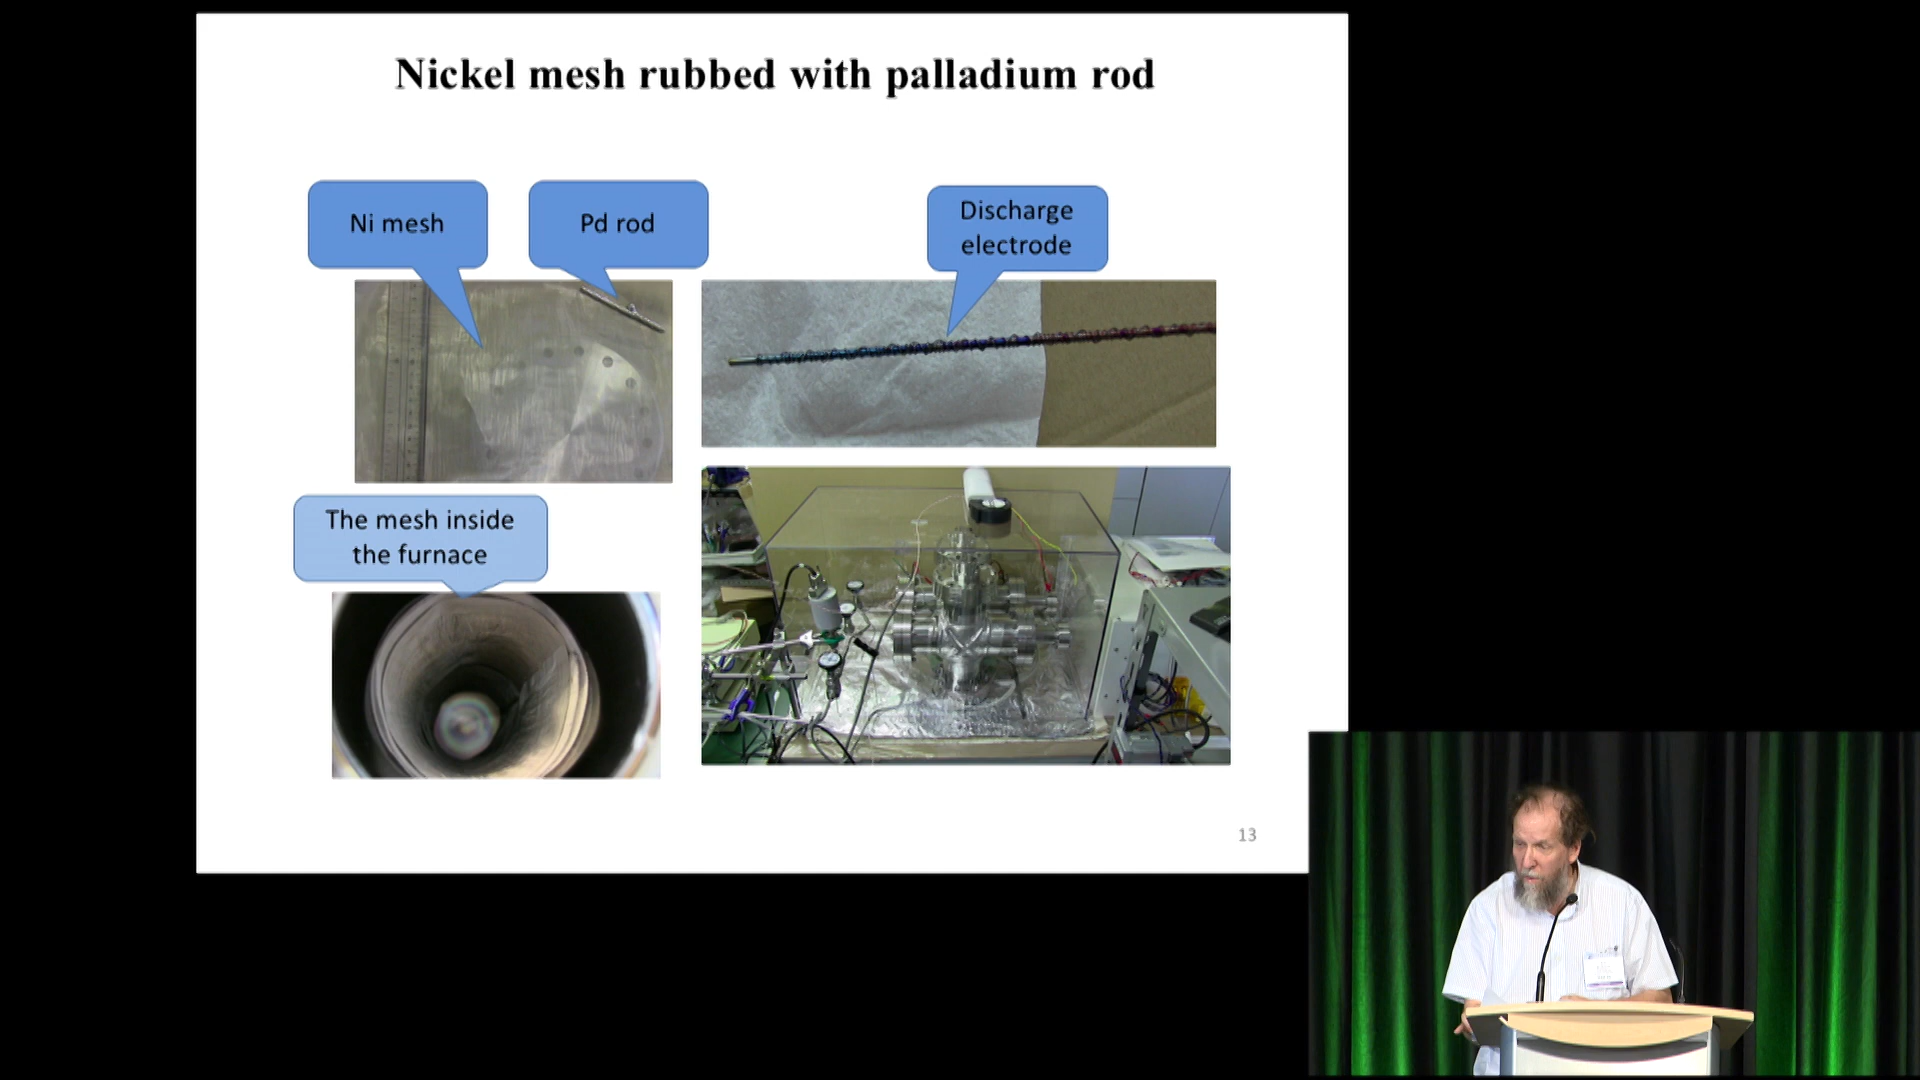 Nickel mesh rubbed with palladium rod
Ni mesh
Pd rod
Discharge
electrode
The mesh inside
the furnace
13